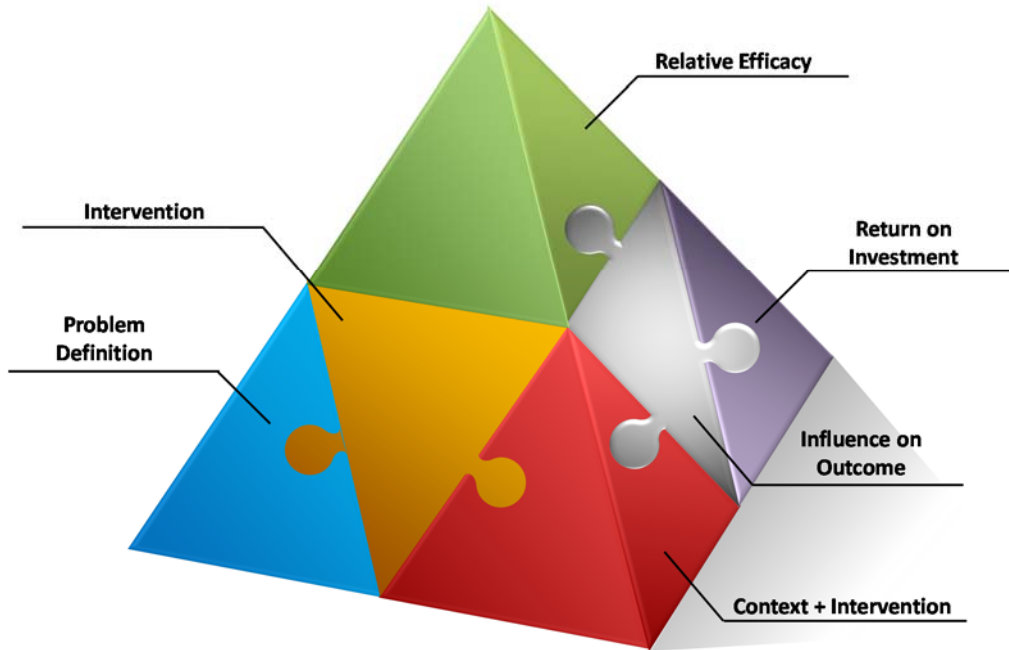 Relative Efficacy
Intervention
Return on
Investment
Problem
Definition
Influence on
Outcome
Context + Intervention